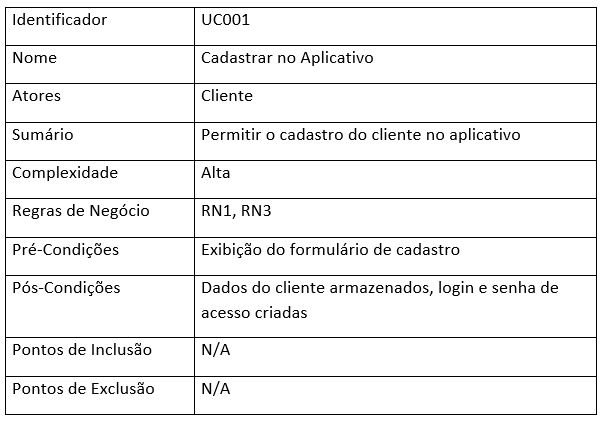 Identificador UC001
Nome Cadastrar no Aplicativo
Atores Cliente
Sumário Permitir o cadastro do cliente no aplicativo
Complexidade Alta
Regras de Negócio RN1, RN3
Pré-Condições Exibição do formulário de cadastro
Pós-Condições Dados do cliente armazenados, login e senha de
acesso criadas
Pontos de Inclusão N/A
Pontos de Exclusão N/A